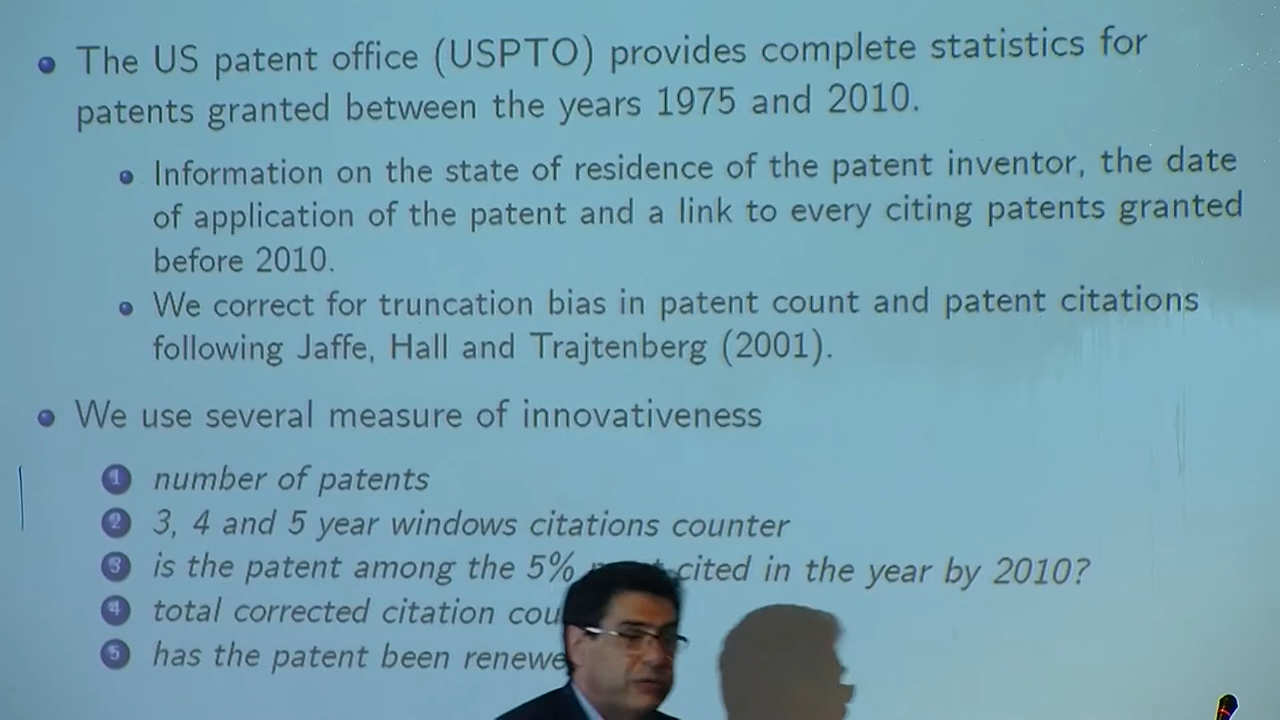 The US patent office (USPTO) provides complete statistics for
patents granted between the years 1975 and 2010.
Information on the state of residence of the patent inventor, the date
of application of the patent and a link to every citing patents granted
before 2010.
We correct for truncation bias in patent count and patent citations
following Jaffe, Hall and Trajtenberg (2001).
We use several measure of innovativeness
1 number of patents
2 3, 4 and 5 year windows citations counter
3 is the patent among the 5% cited in the year by 2010?
4 total corrected citation
5 has the patent been